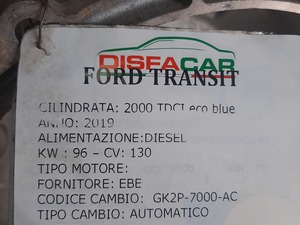 DISFACAR
FORD TRANSIT
CILINDRATA: 2000 TDCI eco blue
ANNO: 2019
ALIMENTAZIONE:DIESEL
KW : 96 – CV: 130
TIPO MOTORE:
FORNITORE: EBE
CODICE CAMBIO: GK2P-7000-AC
TIPO CAMBIO: AUTOMATICO